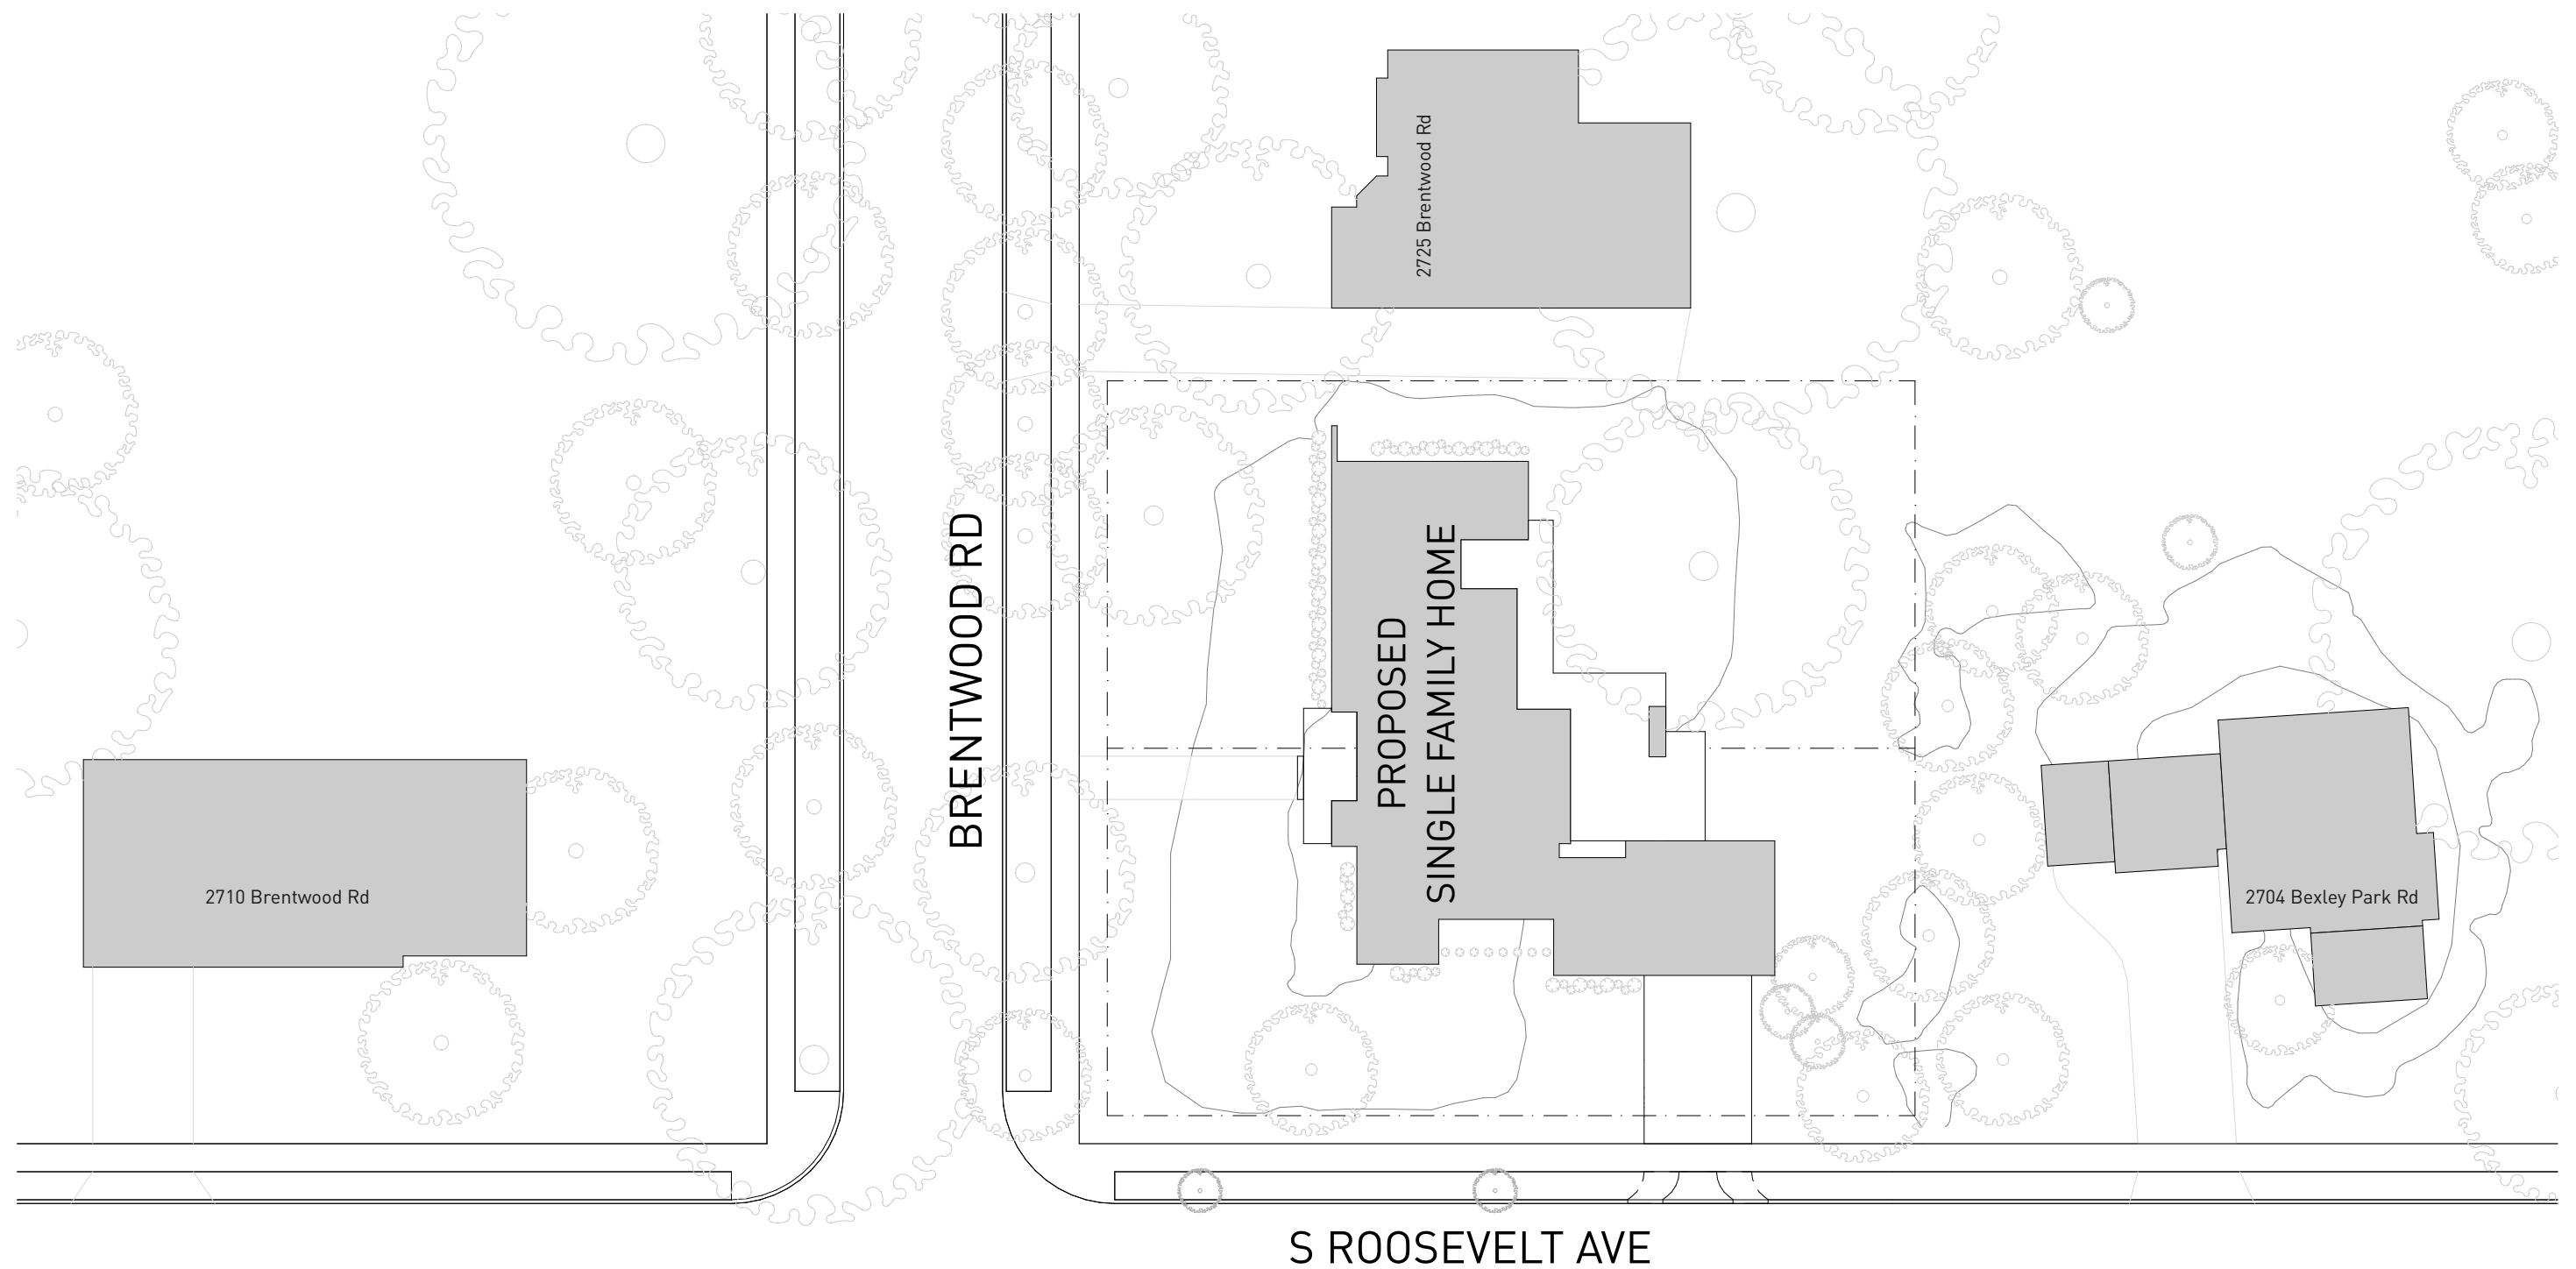 2725 Brentwood Rd
BRENTWOOD RD
PROPOSED
SINGLE FAMILY HOME
2710 Brentwood Rd
2704 Bexley Park Rd
S ROOSEVELT AVE